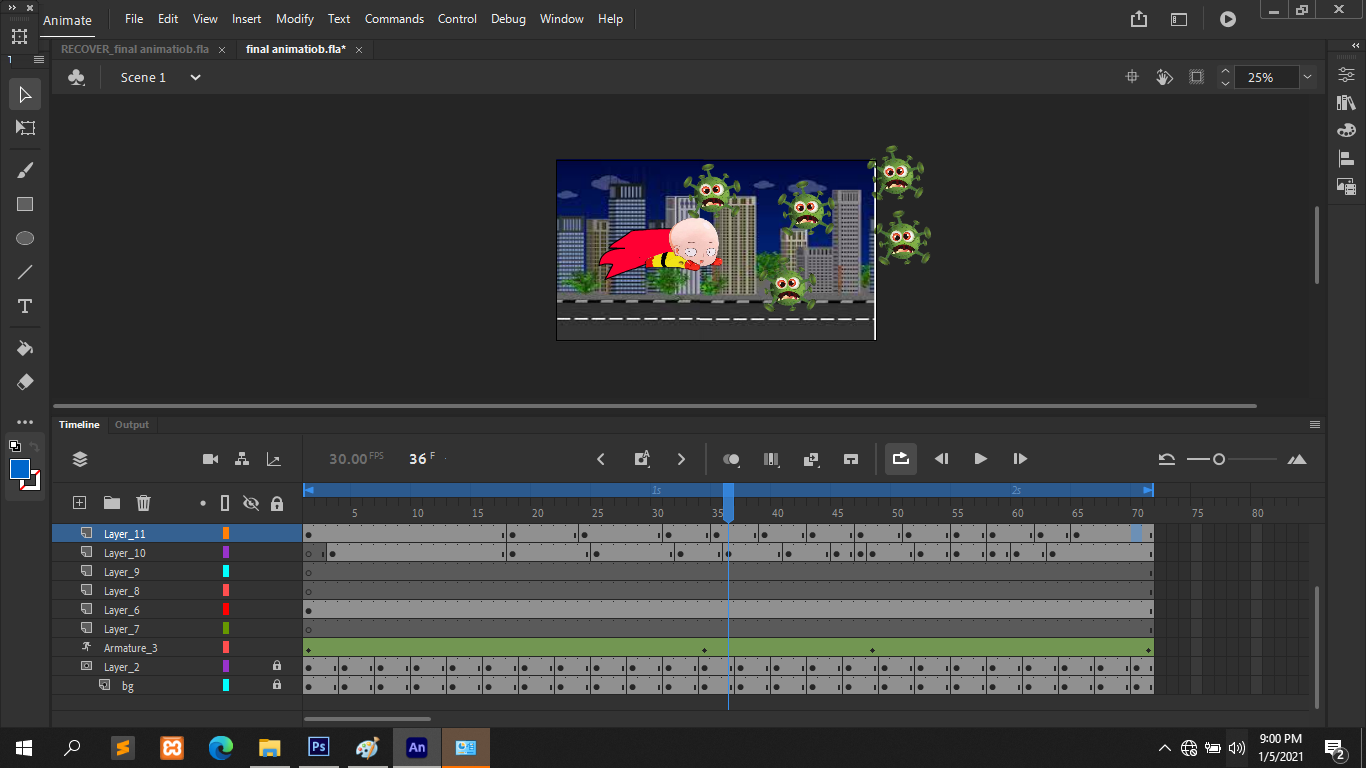 Animate File Edit View Insert Modify Text Commands Control Debug Window Help
RECOVER_final animatiob.fla × final animatiob.fla* ×
Scene 1 25%
T
Timeline Output
30.00 FPS 36 F
1s 2s
5 10 15 20 25 30 35 40 45 50 55 60 65 70 75 80
Layer_11
Layer_10
Layer_9
Layer_8
Layer_6
Layer_7
Armature_3
Layer_2
bg
Ps An
9:00 PM
1/5/2021
2